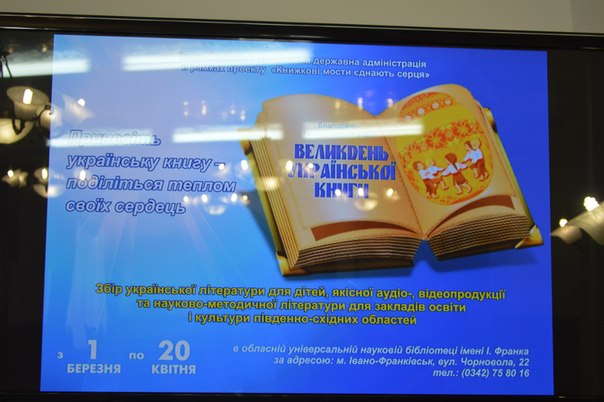 державна адміністрація
в рамках проекту «Книжкові мости єднають серця»
Принесіть
українську книгу –
поділіться теплом
своїх сердець
ВЕЛИКДЕНЬ
УКРАЇНСЬКОЇ
КНИГИ
Збір української літератури для дітей, якісної аудіо-, відеопродукції
та науково-методичної літератури для закладів освіти
і культури південно-східних областей
з 1 по 20
БЕРЕЗНЯ КВІТНЯ
в обласній універсальній науковій бібліотеці імені І. Франка
за адресою: м. Івано-Франківськ, вул. Чорновола, 22
тел.: (0342) 75 80 16